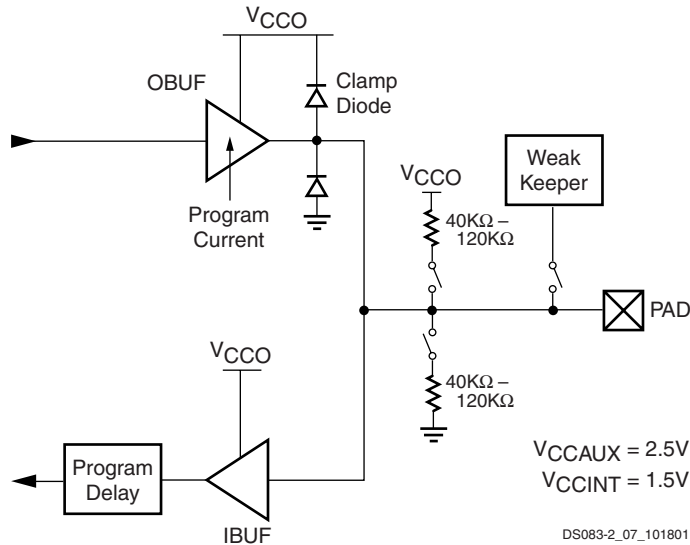 VCCO
OBUF
Clamp
Diode
Program
Current
VCCO
40KΩ –
120KΩ
Weak
Keeper
PAD
VCCO
40KΩ –
120KΩ
Program
Delay
IBUF
VCCAUX = 2.5V
VCCINT = 1.5V
DS083-2_07_101801